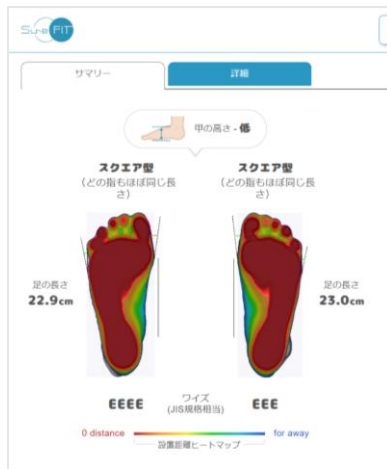 SureFiT
サマリー
詳細
甲の高さ - 低
スクエア型 スクエア型
(どの指もほぼ同じ長 (どの指もほぼ同じ長
さ) さ)
足の長さ 足の長さ
22.9cm 23.0cm
EEEE ワイズ EEE
(JIS規格相当)
0 distance for away
設置距離ヒートマップ